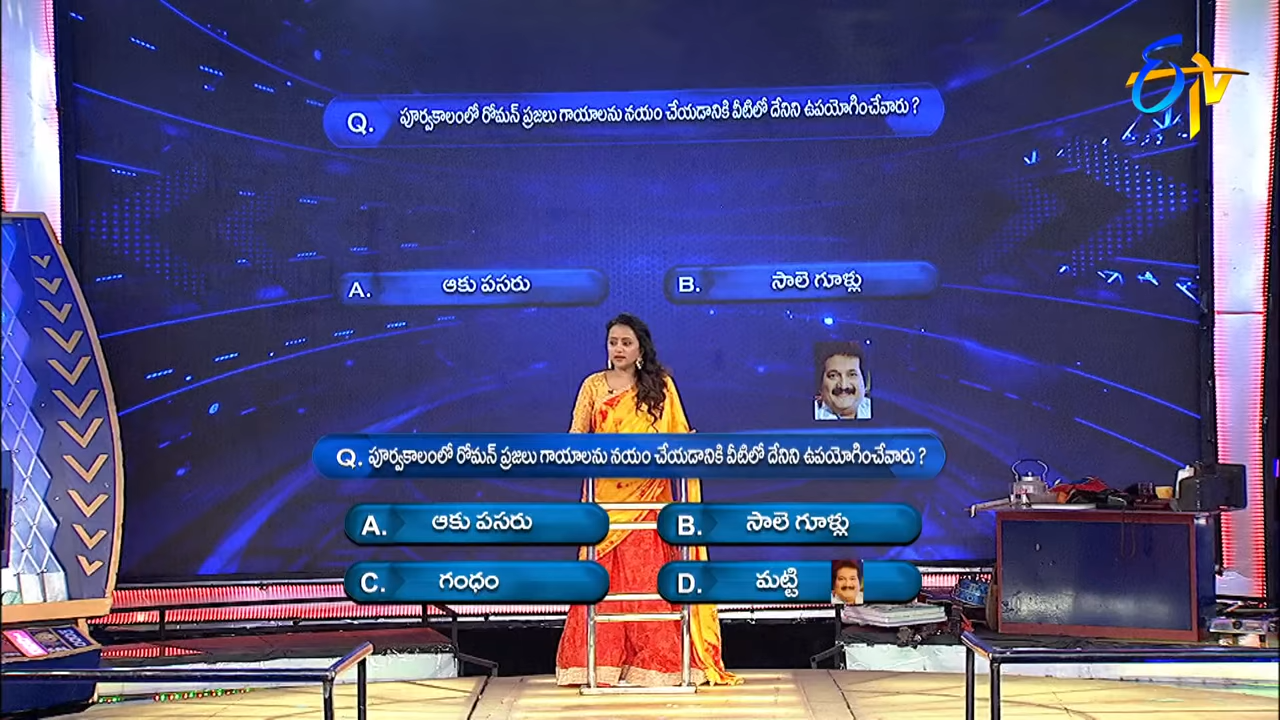 ఈTV
Q. పూర్వకాలంలో రోమన్ ప్రజలు గాయాలను నయం చేయడానికి వీటిలో దేనిని ఉపయోగించేవారు ?
A. ఆకు పసరు
B. సాలె గూళ్లు
Q. పూర్వకాలంలో రోమన్ ప్రజలు గాయాలను నయం చేయడానికి వీటిలో దేనిని ఉపయోగించేవారు ?
A. ఆకు పసరు
B. సాలె గూళ్లు
C. గంధం
D. మట్టి